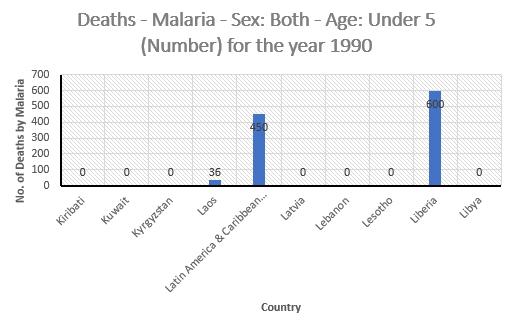 Deaths - Malaria - Sex: Both - Age: Under 5
(Number) for the year 1990
No. of Deaths by Malaria
700
600
500
400
300
200
100
0
0
0
0
36
450
0
0
0
600
0
Kiribati
Kuwait
Kyrgyzstan
Laos
Latin America & Caribbean...
Latvia
Lebanon
Lesotho
Liberia
Libya
Country